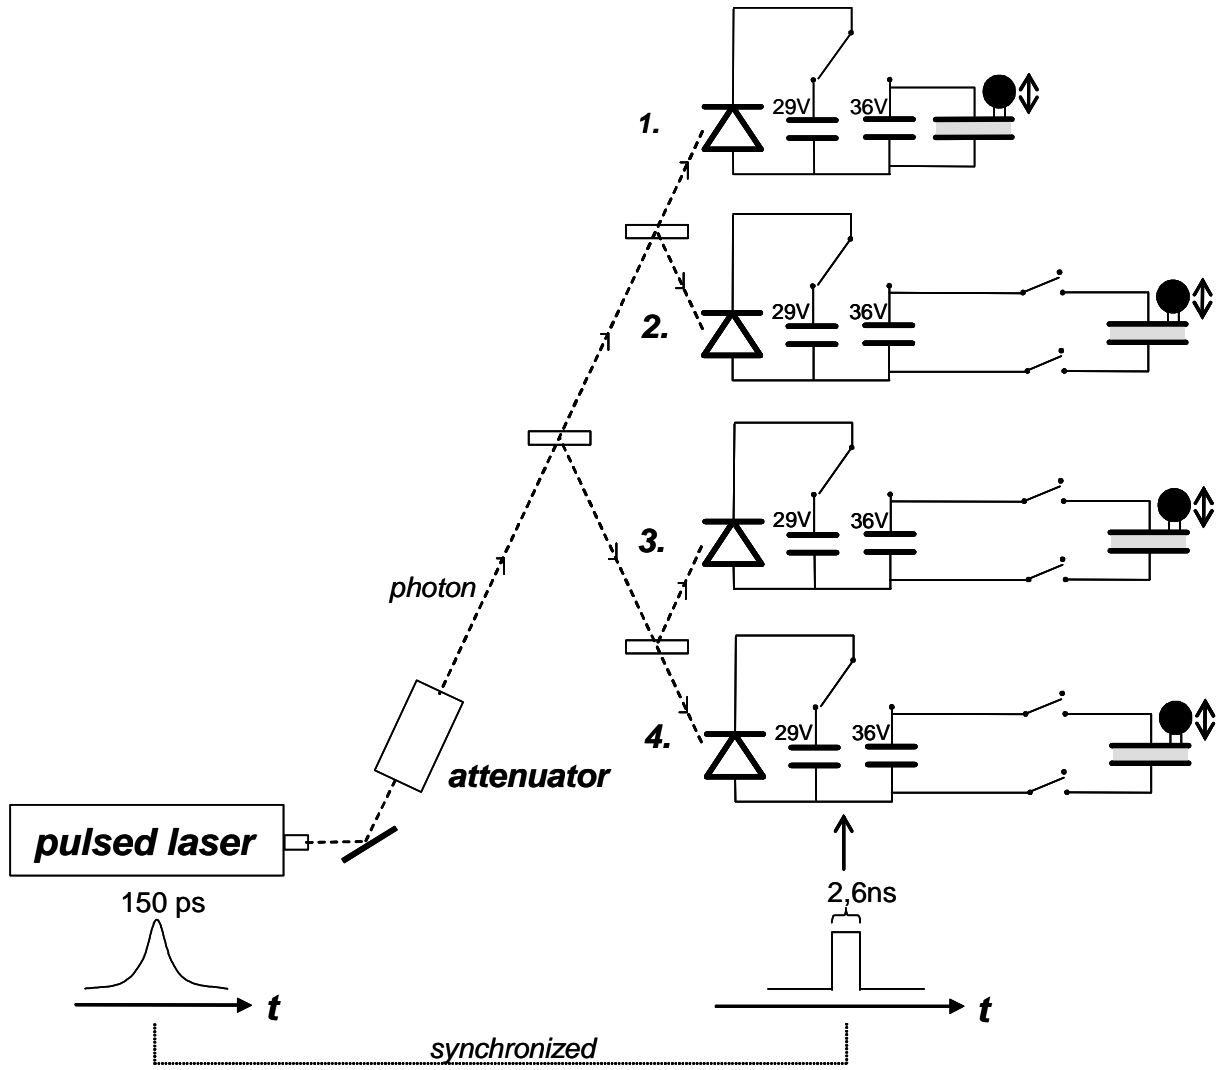 1.
29V
36V
2.
29V
36V
3.
29V
36V
photon
4.
29V
36V
attenuator
pulsed laser
150 ps
2,6ns
t
t
synchronized